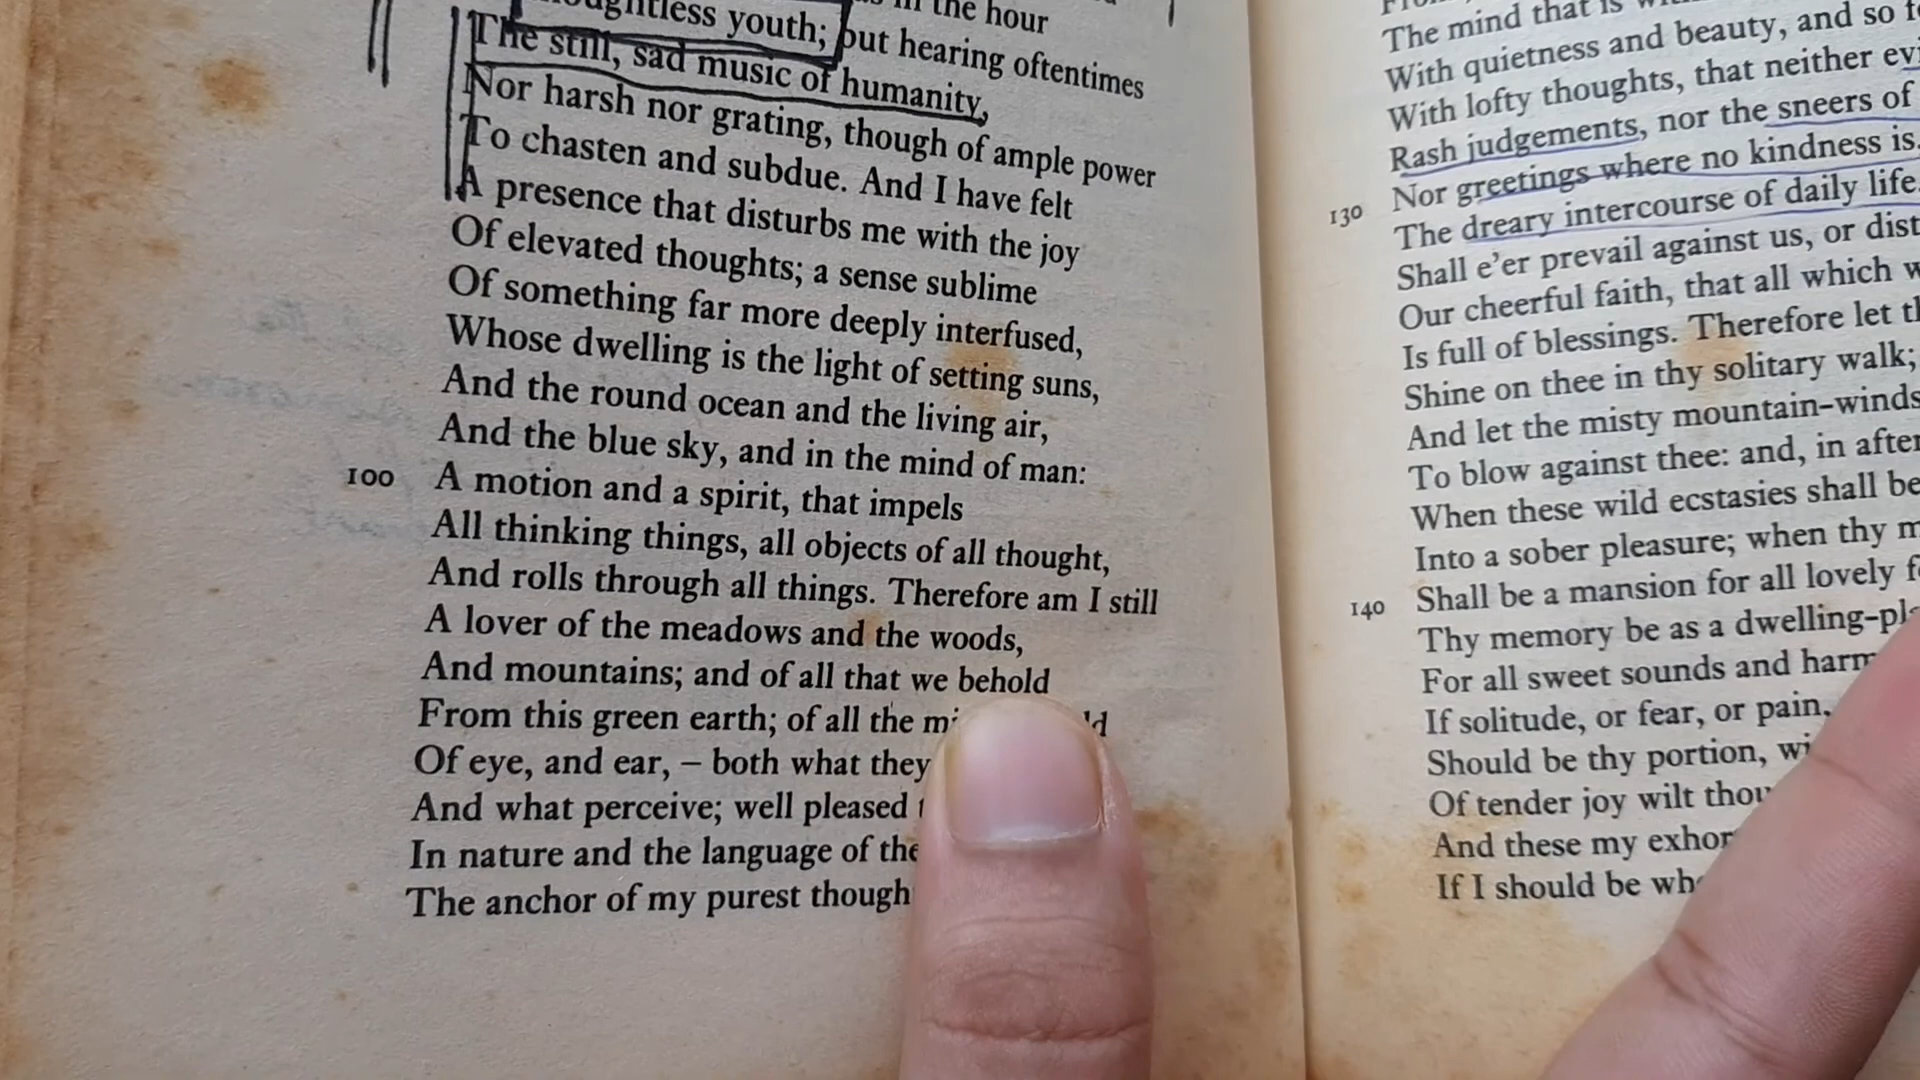 the hour
youth; but hearing oftentimes
The still, sad music of humanity,
Nor harsh nor grating, though of ample power
To chasten and subdue. And I have felt
A presence that disturbs me with the joy
Of elevated thoughts; a sense sublime
Of something far more deeply interfused,
Whose dwelling is the light of setting suns,
And the round ocean and the living air,
And the blue sky, and in the mind of man:
100 A motion and a spirit, that impels
All thinking things, all objects of all thought,
And rolls through all things. Therefore am I still
A lover of the meadows and the woods,
And mountains; and of all that we behold
From this green earth; of all the
Of eye, and ear, – both what they
And what perceive; well pleased
In nature and the language of the
The anchor of my purest
The mind that is
With quietness and beauty, and so
With lofty thoughts, that neither
Rash judgements, nor the sneers of
Nor greetings where no kindness is,
130 The dreary intercourse of daily life,
Shall e'er prevail against us, or
Our cheerful faith, that all which
Is full of blessings. Therefore let
Shine on thee in thy solitary walk;
And let the misty mountain-winds
To blow against thee: and, in after
When these wild ecstasies shall be
Into a sober pleasure; when thy
140 Shall be a mansion for all lovely
Thy memory be as a
For all sweet sounds and
If solitude, or fear, or pain,
Should be thy portion,
Of tender joy wilt
And these my
If I should be